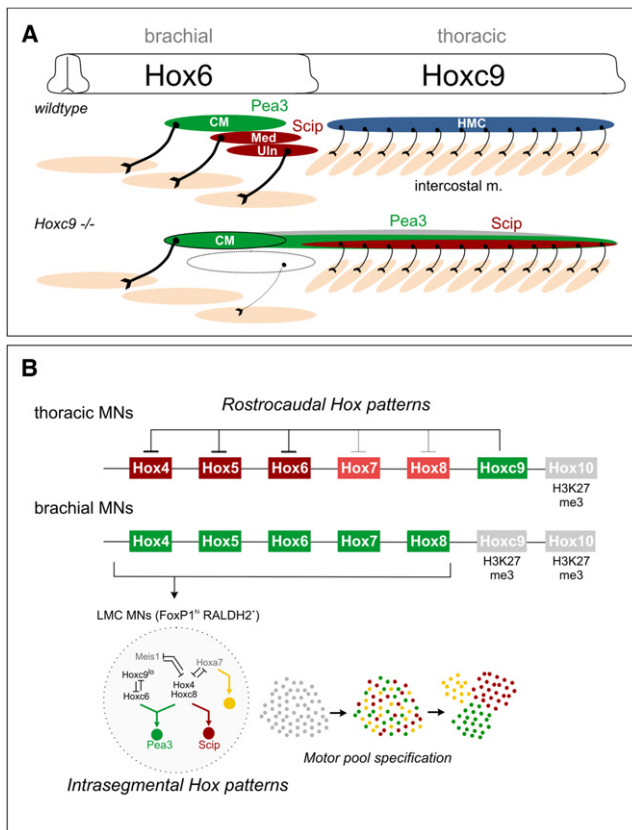 A
brachial
thoracic
Hox6
Hoxc9
wildtype
Pea3
CM
Scip
Med
Uln
HMC
intercostal m.
Hoxc9 -/-
Pea3
Scip
CM
B
Rostrocaudal Hox patterns
thoracic MNs
Hox4 Hox5 Hox6 Hox7 Hox8 Hoxc9 Hox10
H3K27
me3
brachial MNs
Hox4 Hox5 Hox6 Hox7 Hox8 Hoxc9 Hox10
H3K27 H3K27
me3 me3
LMC MNs (FoxP1ʰⁱ RALDH2⁺)
Meis1
Hoxa7
Hoxc9ˡᵒ
Hox4
Hoxc6
Hoxc8
Pea3
Scip
Motor pool specification
Intrasegmental Hox patterns